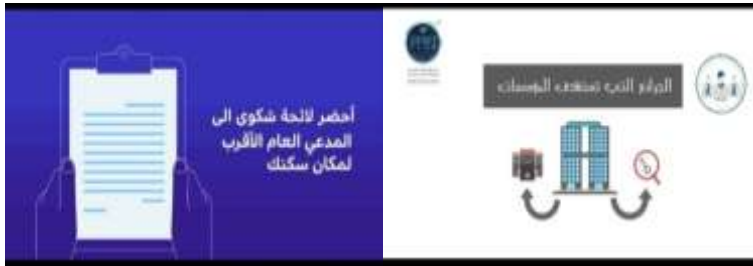 أحضر لائحة شكوى الى
المدعي العام الأقرب
لمكان سكنك
الجرائم التي تستهدف المؤسسات